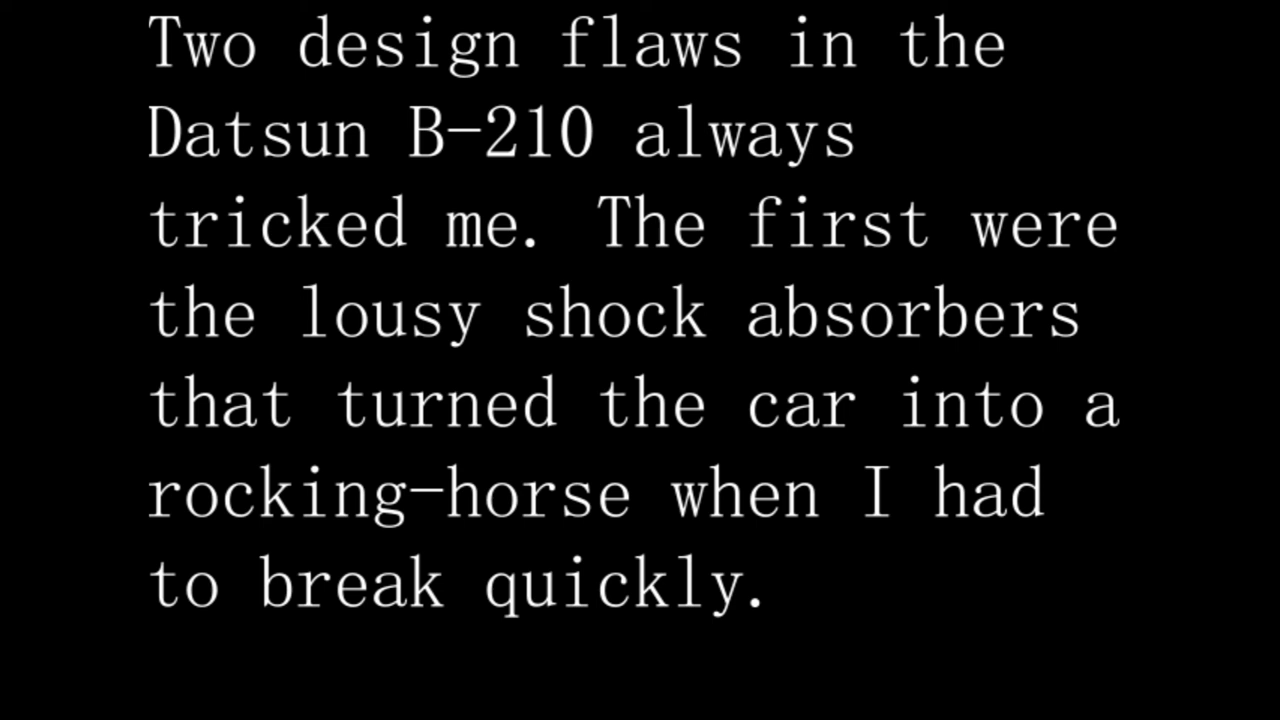 Two design flaws in the
Datsun B-210 always
tricked me. The first were
the lousy shock absorbers
that turned the car into a
rocking-horse when I had
to break quickly.